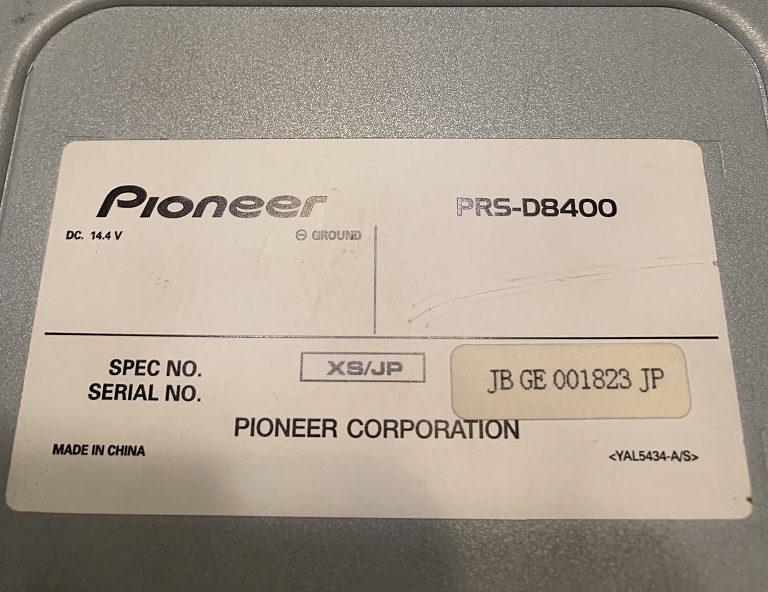 Pioneer
PRS-D8400
DC. 14.4 V
⊖ GROUND
SPEC NO.
XS/JP
SERIAL NO.
JB GE 001823 JP
PIONEER CORPORATION
MADE IN CHINA
<YAL5434-A/S>